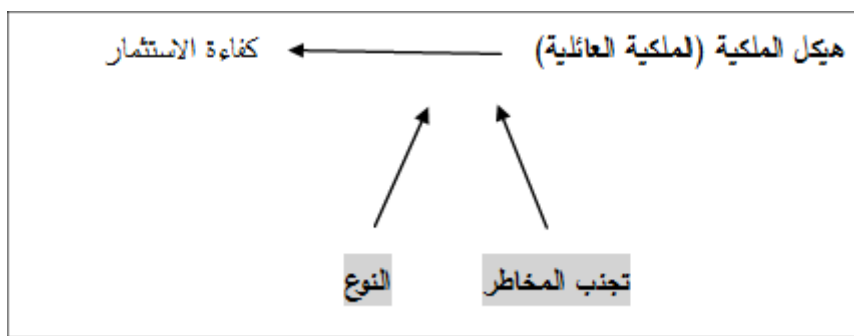 هيكل الملكية (الملكية العائلية) كفاءة الاستثمار
تجنب المخاطر النوع